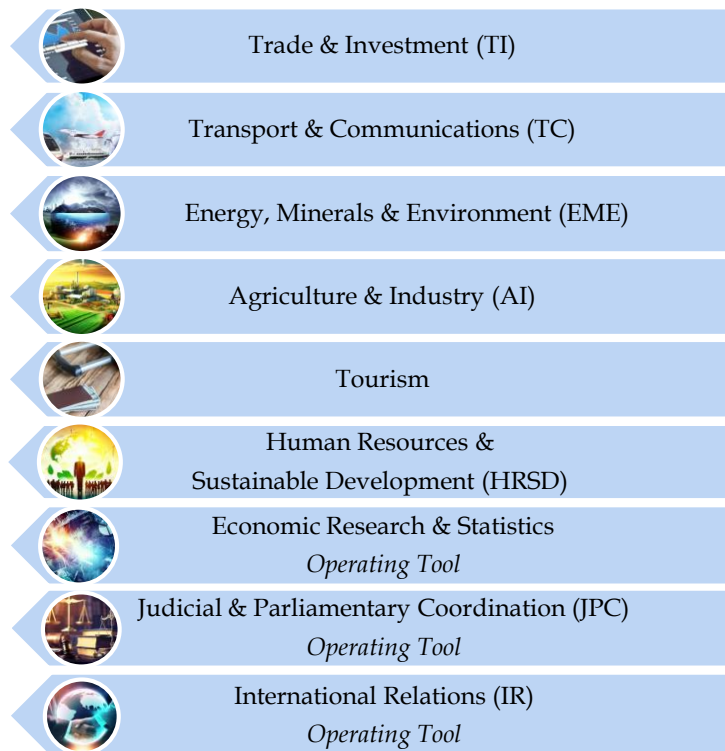 Trade & Investment (TI)
Transport & Communications (TC)
Energy, Minerals & Environment (EME)
Agriculture & Industry (AI)
Tourism
Human Resources &
Sustainable Development (HRSD)
Economic Research & Statistics
Operating Tool
Judicial & Parliamentary Coordination (JPC)
Operating Tool
International Relations (IR)
Operating Tool